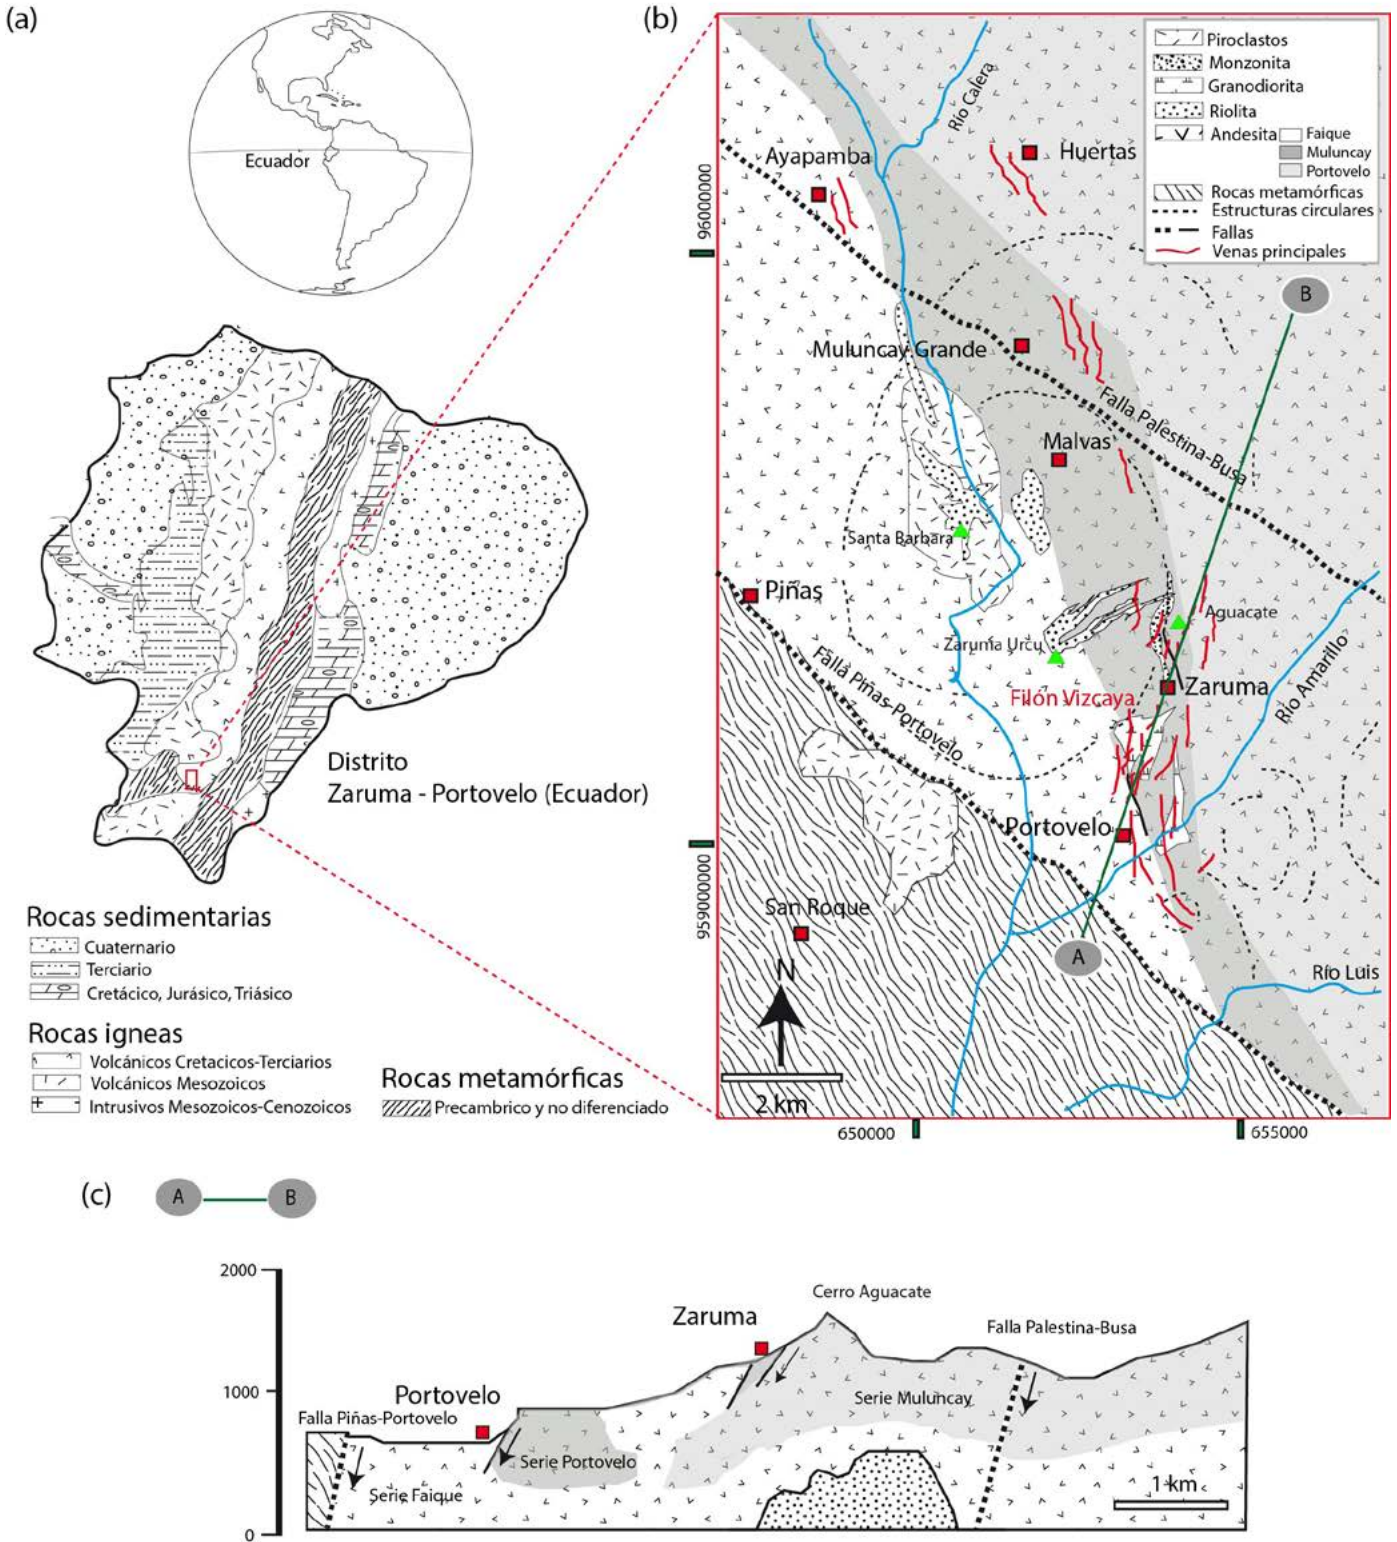 (a)
Ecuador
Distrito
Zaruma - Portovelo (Ecuador)
Rocas sedimentarias
Cuaternario
Terciario
Cretácico, Jurásico, Triásico
Rocas igneas
Volcánicos Cretacicos-Terciarios
Volcánicos Mesozoicos
Intrusivos Mesozoicos-Cenozoicos
Rocas metamórficas
Precambrico y no diferenciado
(b)
Piroclastos
Monzonita
Granodiorita
Riolita
Andesita
Faique
Muluncay
Portovelo
Rocas metamórficas
Estructuras circulares
Fallas
Venas principales
Río Calera
Ayapamba
Huertas
96000000
B
Muluncay Grande
Falla Palestina-Busa
Malvas
Santa Barbara
Piñas
Aguacate
Zaruma Urcu
Falla Piñas-Portovelo
Filón Vizcaya
Zaruma
Río Amarillo
Portovelo
959000000
San Roque
A
N
Río Luis
2 km
650000
655000
(c)
A
B
2000
Cerro Aguacate
Zaruma
Falla Palestina-Busa
1000
Portovelo
Falla Piñas-Portovelo
Serie Muluncay
Serie Portovelo
Serie Faique
1 km
0